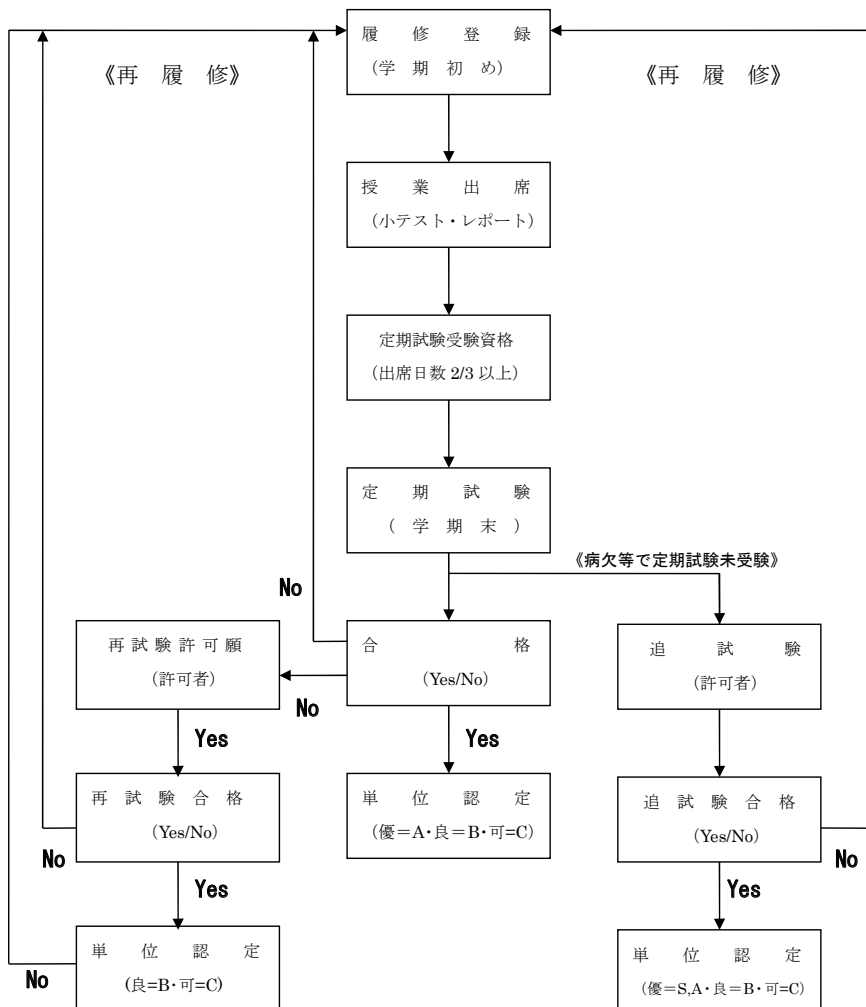 履修登録
(学期初め)
《再履修》
《再履修》
授業出席
(小テスト・レポート)
定期試験受験資格
(出席日数 2/3 以上)
定期試験
(学期末)
《病欠等で定期試験未受験》
No
再試験許可願
(許可者)
合格
(Yes/No)
追試験
(許可者)
No
Yes
Yes
再試験合格
(Yes/No)
単位認定
(優=A・良=B・可=C)
追試験合格
(Yes/No)
No
No
Yes
Yes
単位認定
(良=B・可=C)
No
単位認定
(優=S,A・良=B・可=C)